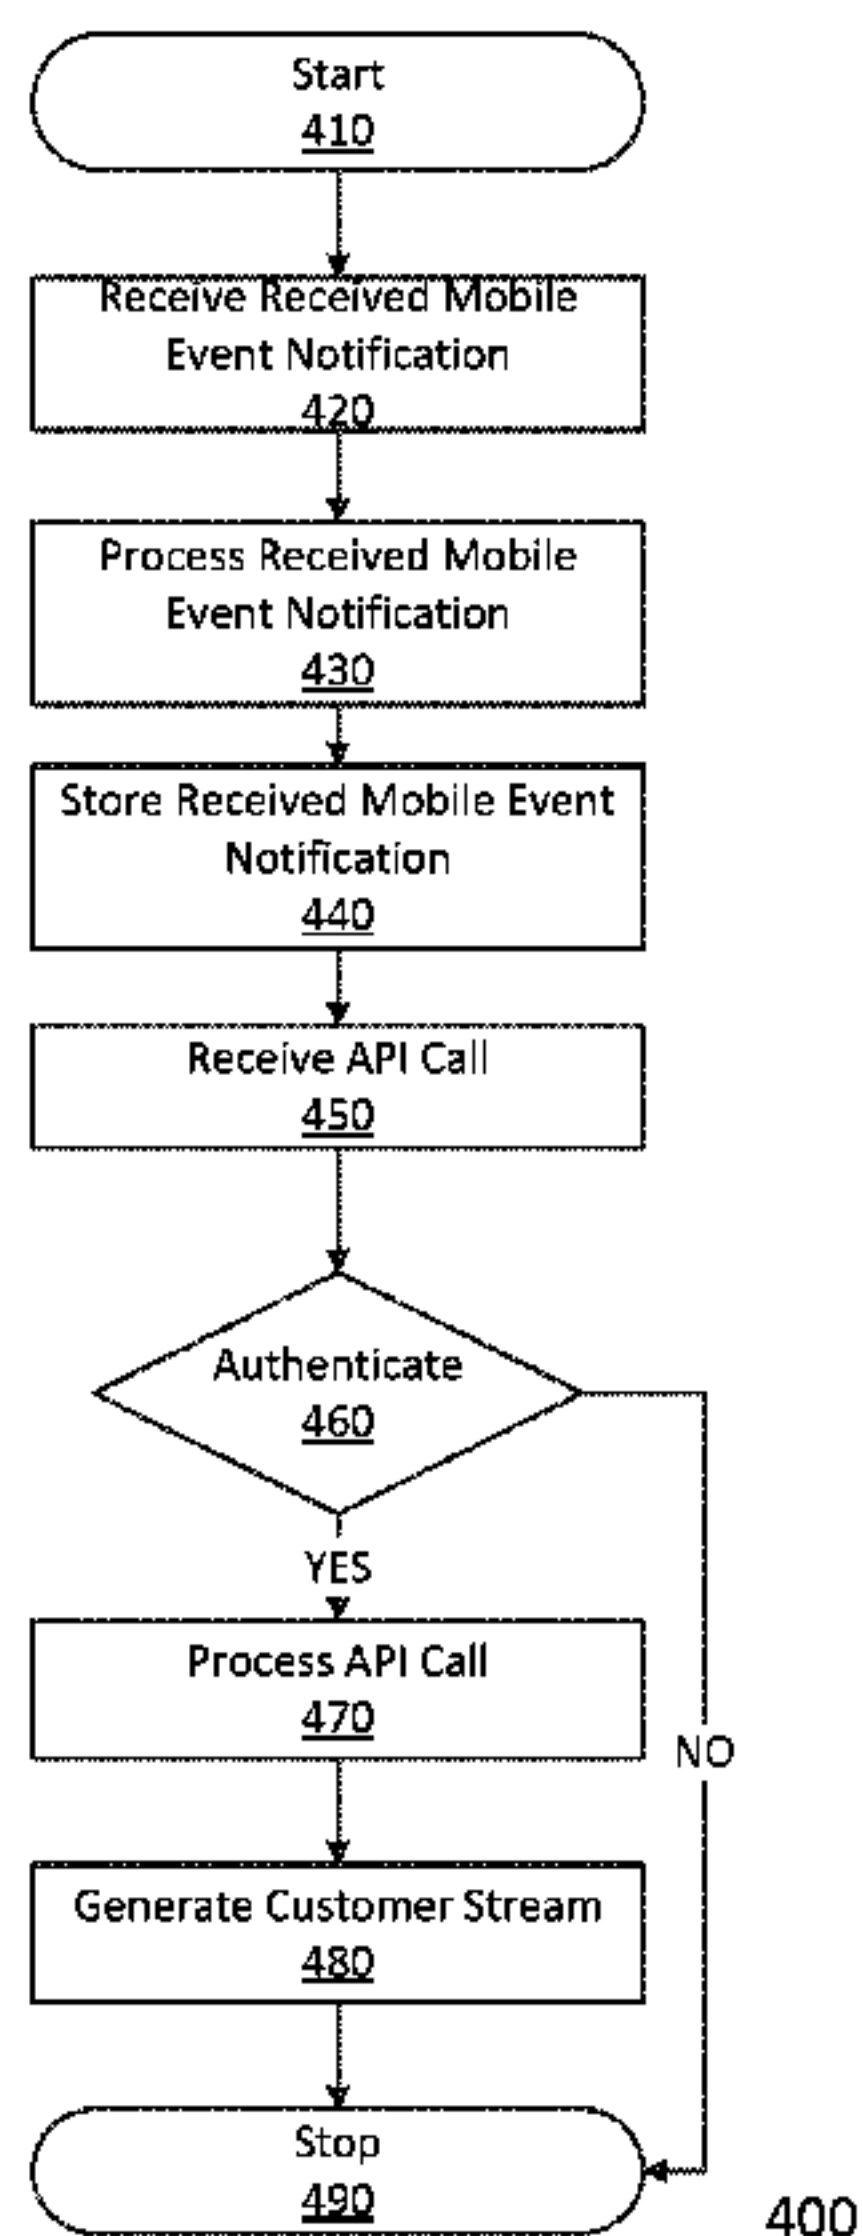 Start
410
Receive Received Mobile
Event Notification
420
Process Received Mobile
Event Notification
430
Store Received Mobile Event
Notification
440
Receive API Call
450
Authenticate
460
YES
Process API Call
470
NO
Generate Customer Stream
480
Stop
490
400